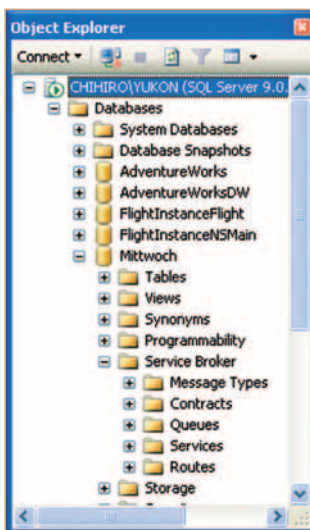 Object Explorer
Connect
CHIHIRO\YUKON (SQL Server 9.0.
Databases
System Databases
Database Snapshots
AdventureWorks
AdventureWorksDW
FlightInstanceFlight
FlightInstanceNSMain
Mittwoch
Tables
Views
Synonyms
Programmability
Service Broker
Message Types
Contracts
Queues
Services
Routes
Storage